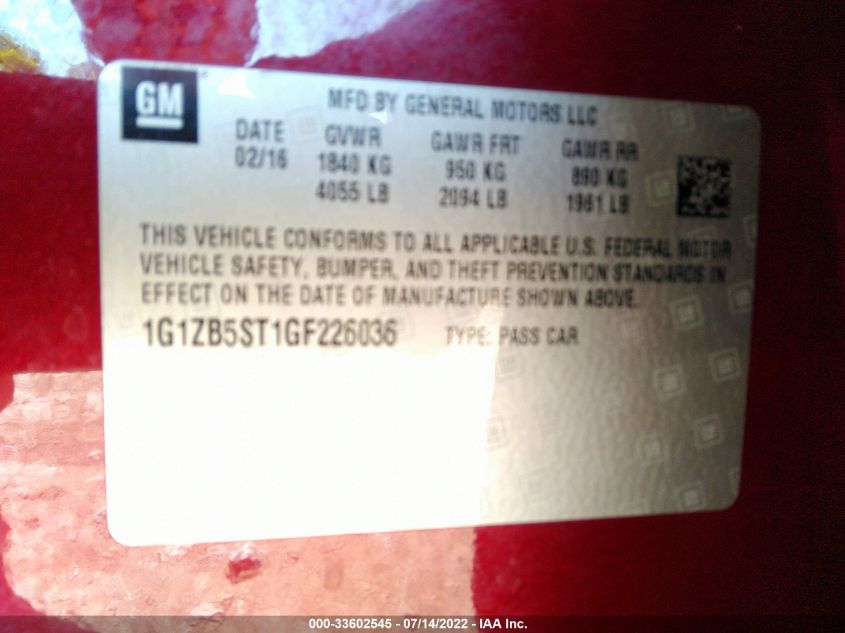 GM
MFD BY GENERAL MOTORS LLC
DATE GVWR GAWR FRT GAWR RR
02/16 1840 KG 950 KG 890 KG
4055 LB 2094 LB 1961 LB
THIS VEHICLE CONFORMS TO ALL APPLICABLE U.S. FEDERAL MOTOR
VEHICLE SAFETY, BUMPER, AND THEFT PREVENTION STANDARDS IN
EFFECT ON THE DATE OF MANUFACTURE SHOWN ABOVE.
1G1ZB5ST1GF226036 TYPE: PASS CAR
000-33602545 - 07/14/2022 - IAA Inc.